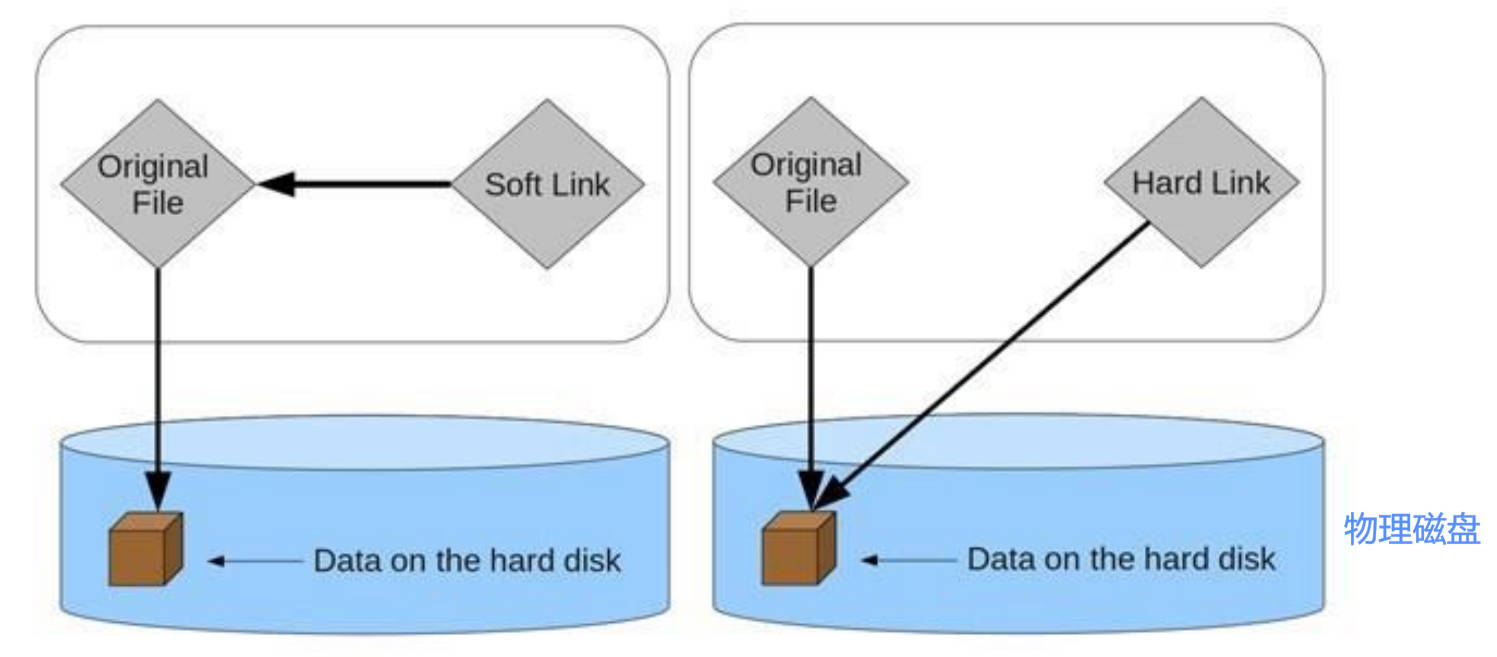 Original
File
Soft Link
Data on the hard disk
Original
File
Hard Link
Data on the hard disk
物理磁盘